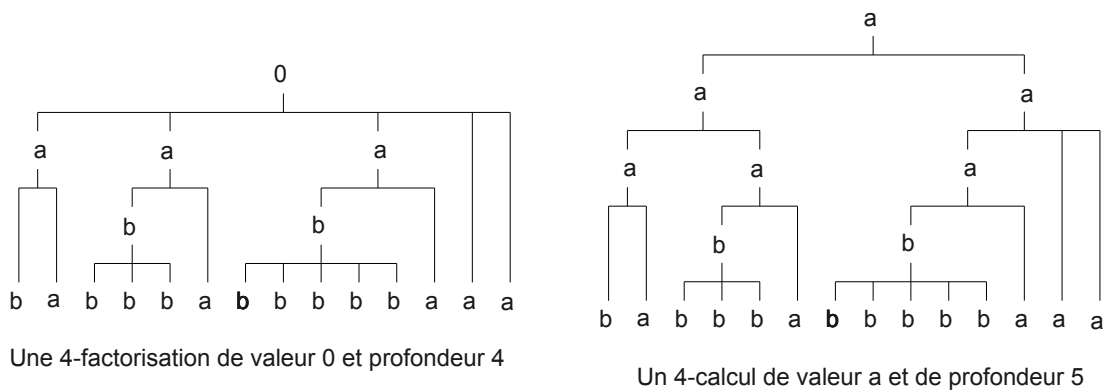 0
a a a
b b
b a b b b a b b b b b a a a
Une 4-factorisation de valeur 0 et profondeur 4
a
a a
a a a
b b
b a b b b a b b b b b a a a
Un 4-calcul de valeur a et de profondeur 5